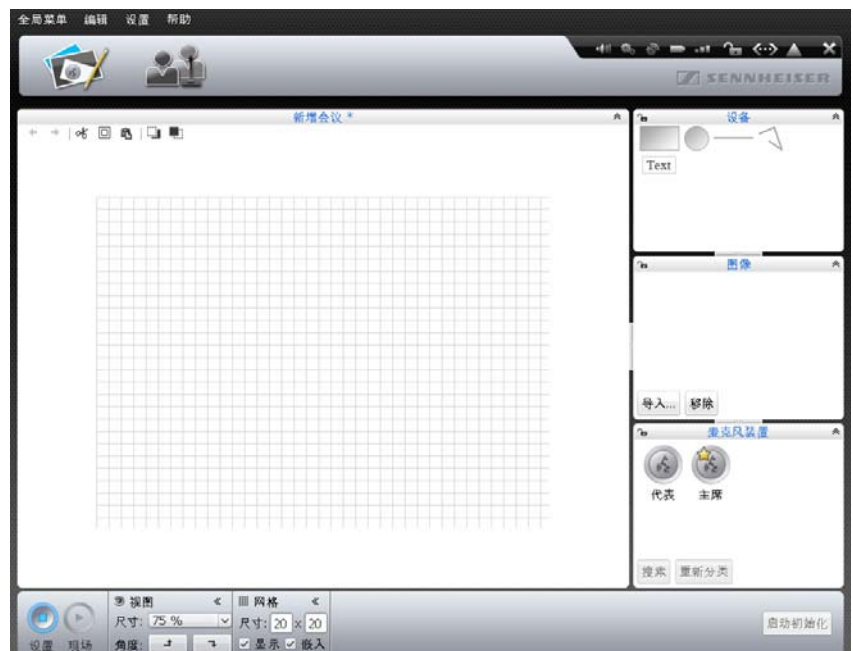 全局菜单 编辑 设置 帮助
SENNHEISER
新增会议 *
设备
Text
图像
导入... 移除
麦克风装置
代表 主席
搜索 重新分类
视图 网格
尺寸: 75 % 尺寸: 20 × 20
设置 现场 角度: 显示 嵌入
启动初始化